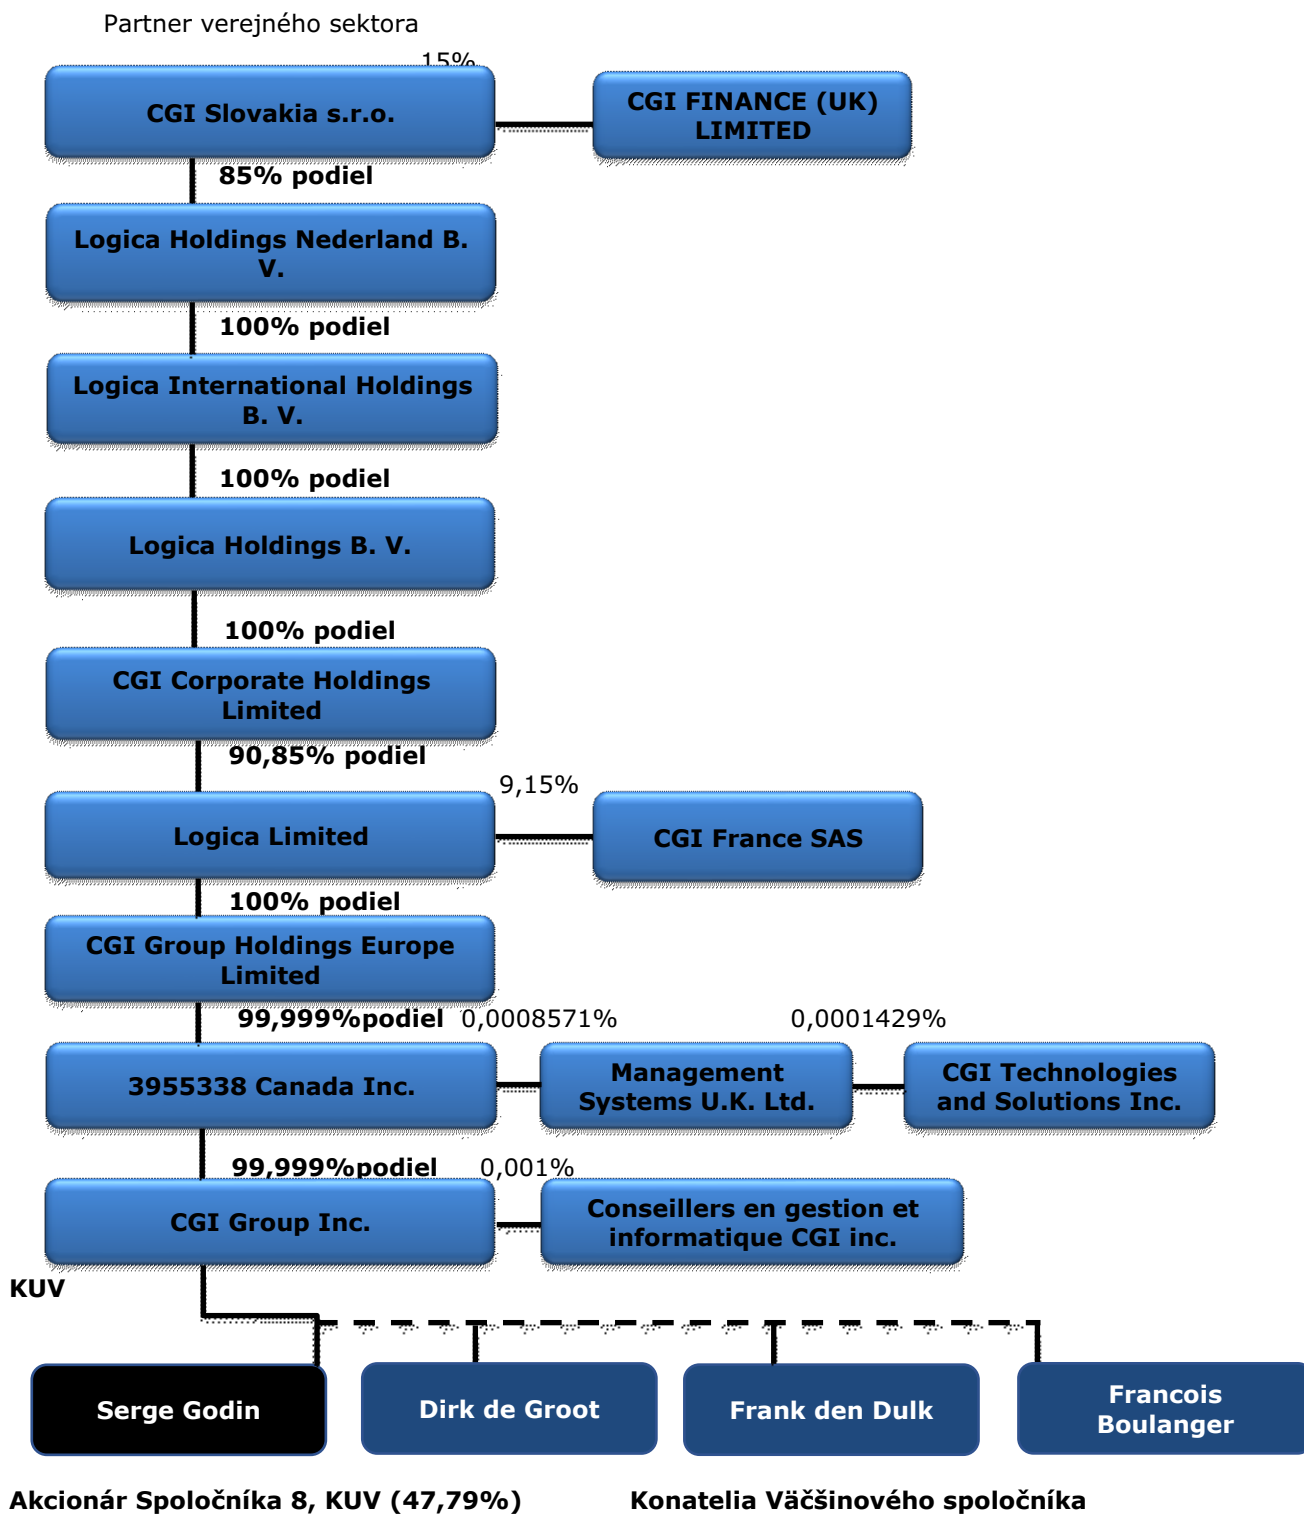 Partner verejného sektora
15%
CGI Slovakia s.r.o.
CGI FINANCE (UK)
LIMITED
85% podiel
Logica Holdings Nederland B.
V.
100% podiel
Logica International Holdings
B. V.
100% podiel
Logica Holdings B. V.
100% podiel
CGI Corporate Holdings
Limited
90,85% podiel
9,15%
Logica Limited
CGI France SAS
100% podiel
CGI Group Holdings Europe
Limited
99,999%podiel
0,0008571%
0,0001429%
3955338 Canada Inc.
Management
Systems U.K. Ltd.
CGI Technologies
and Solutions Inc.
99,999%podiel
0,001%
CGI Group Inc.
Conseillers en gestion et
informatique CGI inc.
KUV
Serge Godin
Dirk de Groot
Frank den Dulk
Francois
Boulanger
Akcionár Spoločníka 8, KUV (47,79%)
Konatelia Väčšinového spoločníka